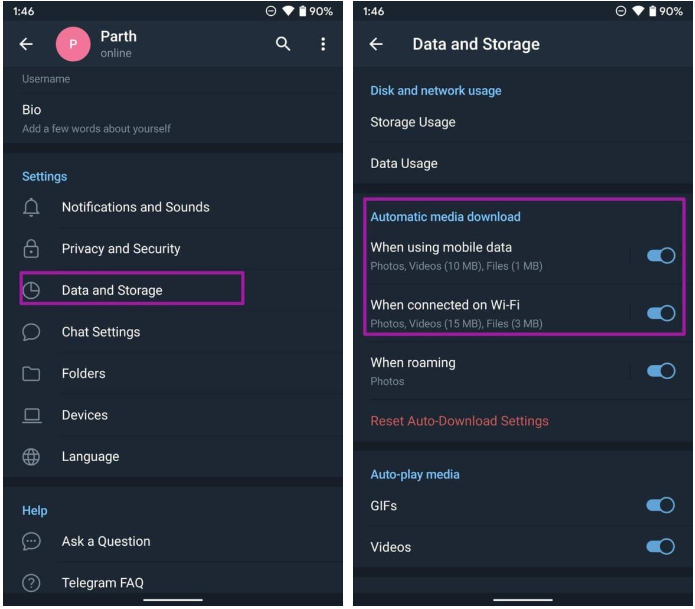 1:46
90%
P
Parth
online
Username
Bio
Add a few words about yourself
Settings
Notifications and Sounds
Privacy and Security
Data and Storage
Chat Settings
Folders
Devices
Language
Help
Ask a Question
Telegram FAQ
1:46
90%
Data and Storage
Disk and network usage
Storage Usage
Data Usage
Automatic media download
When using mobile data
Photos, Videos (10 MB), Files (1 MB)
When connected on Wi-Fi
Photos, Videos (15 MB), Files (3 MB)
When roaming
Photos
Reset Auto-Download Settings
Auto-play media
GIFs
Videos